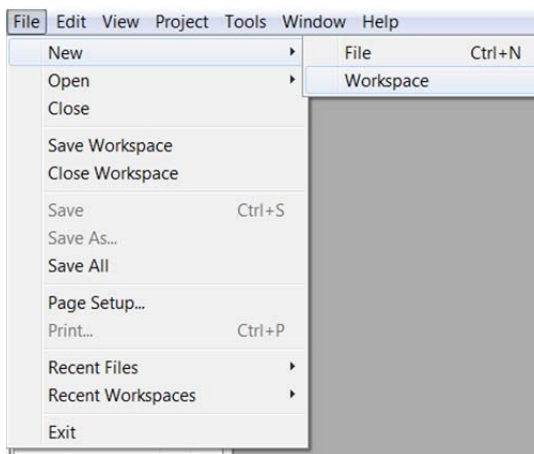 File Edit View Project Tools Window Help
New
File Ctrl+N
Open
Workspace
Close
Save Workspace
Close Workspace
Save Ctrl+S
Save As...
Save All
Page Setup...
Print... Ctrl+P
Recent Files
Recent Workspaces
Exit